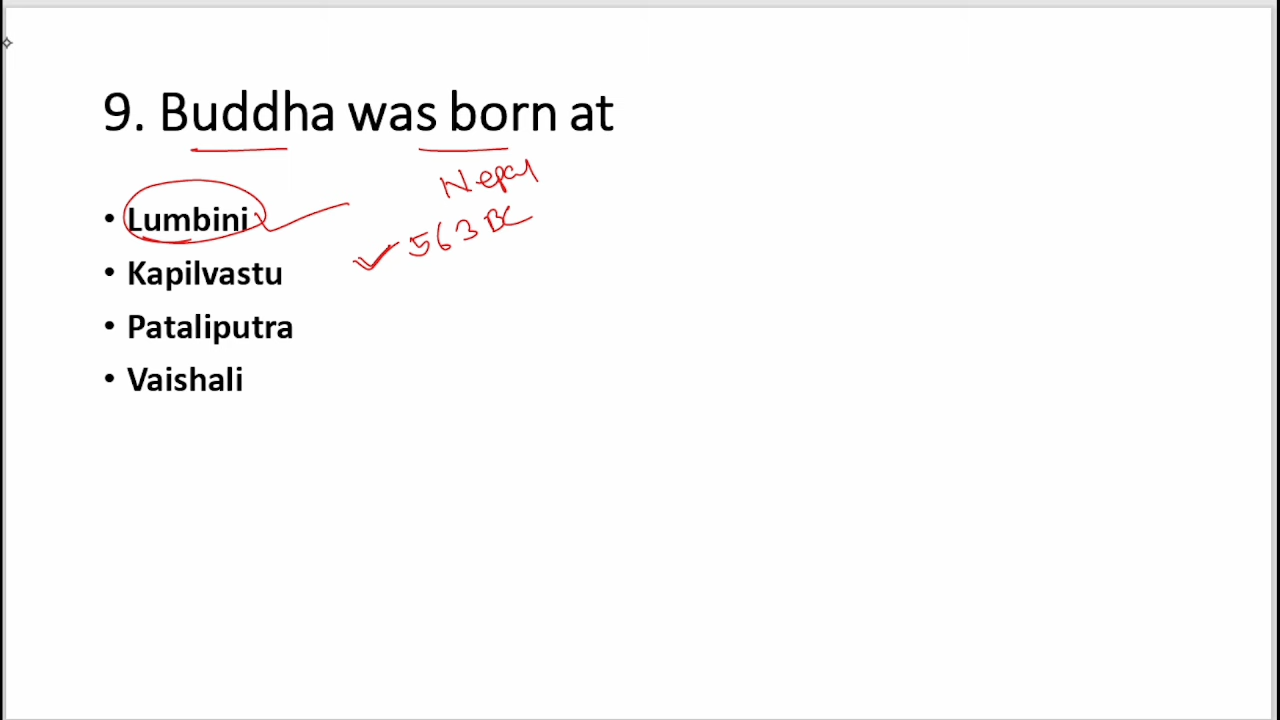 9. Buddha was born at
Nepal
• Lumbini
563 BC
• Kapilvastu
• Pataliputra
• Vaishali